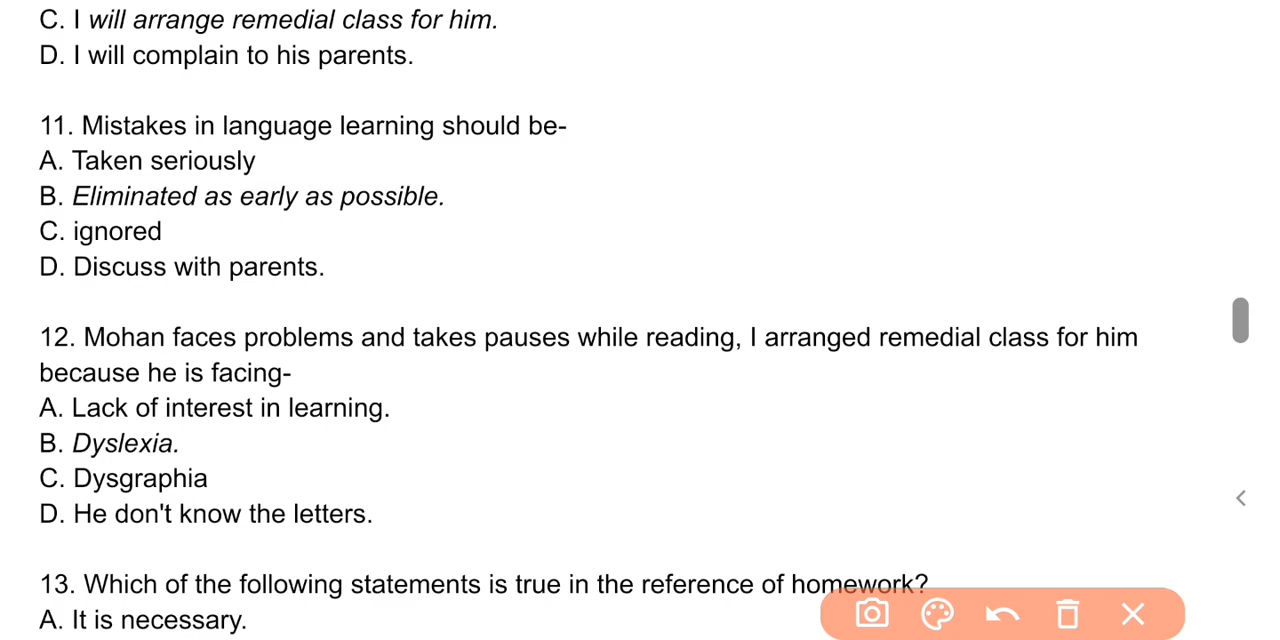 C. I will arrange remedial class for him.
D. I will complain to his parents.
11. Mistakes in language learning should be-
A. Taken seriously
B. Eliminated as early as possible.
C. ignored
D. Discuss with parents.
12. Mohan faces problems and takes pauses while reading, I arranged remedial class for him
because he is facing-
A. Lack of interest in learning.
B. Dyslexia.
C. Dysgraphia
D. He don't know the letters.
13. Which of the following statements is true in the reference of homework?
A. It is necessary.